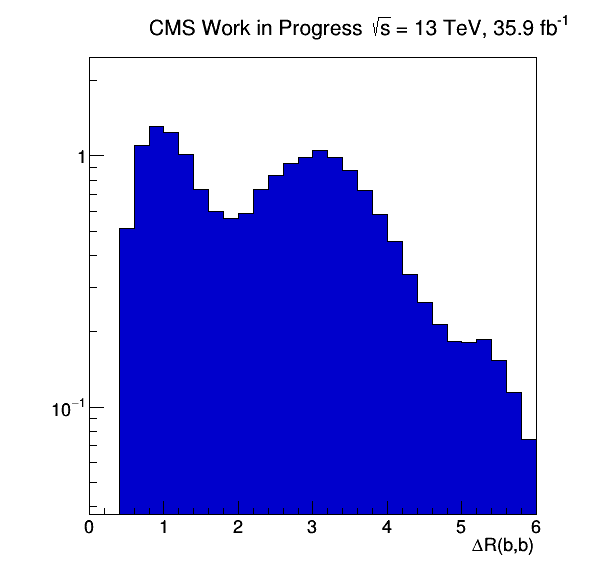 CMS Work in Progress √s = 13 TeV, 35.9 fb⁻¹
1
10⁻¹
0 1 2 3 4 5 6
ΔR(b,b)